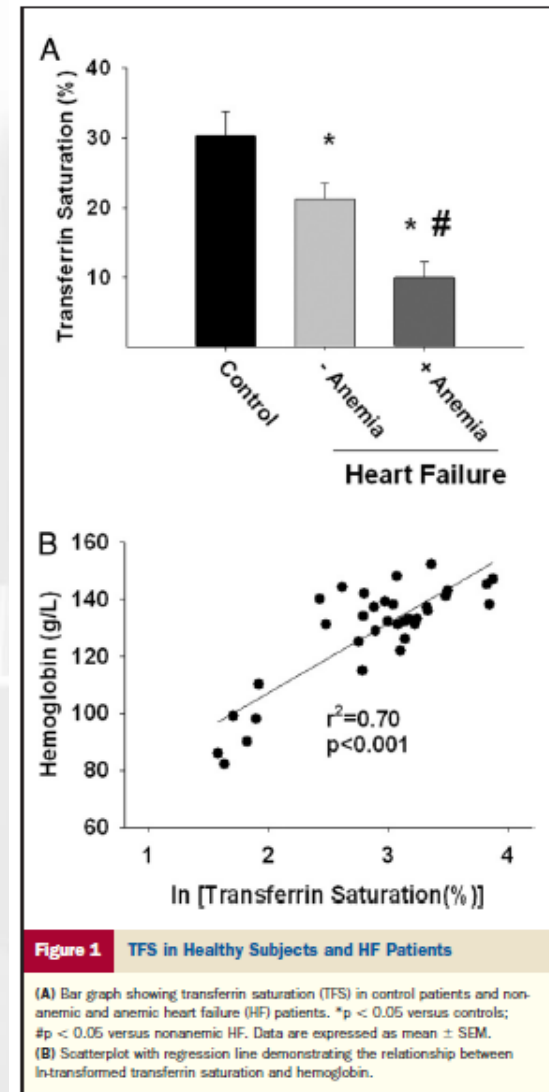 A
Transferrin Saturation (%)
40
30
20
10
*
* #
Control
- Anemia
+ Anemia
Heart Failure
B
Hemoglobin (g/L)
160
140
120
100
80
60
r²=0.70
p<0.001
1 2 3 4
ln [Transferrin Saturation(%)]
Figure 1 TFS in Healthy Subjects and HF Patients
(A) Bar graph showing transferrin saturation (TFS) in control patients and non-
anemic and anemic heart failure (HF) patients. *p < 0.05 versus controls;
#p < 0.05 versus nonanemic HF. Data are expressed as mean ± SEM.
(B) Scatterplot with regression line demonstrating the relationship between
ln-transformed transferrin saturation and hemoglobin.